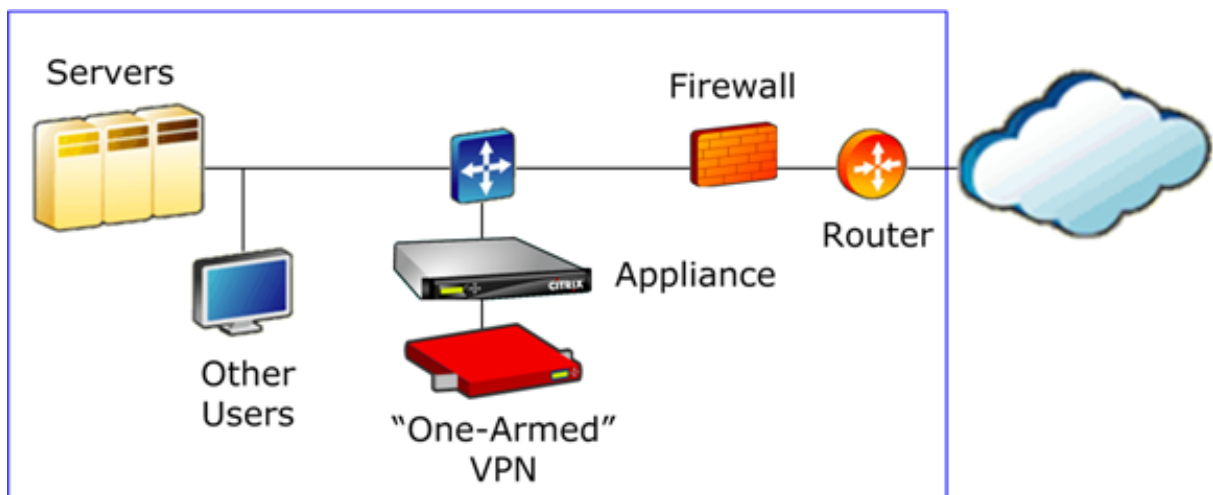 Servers
Firewall
Router
Appliance
CITRIX
Other
Users
“One-Armed”
VPN